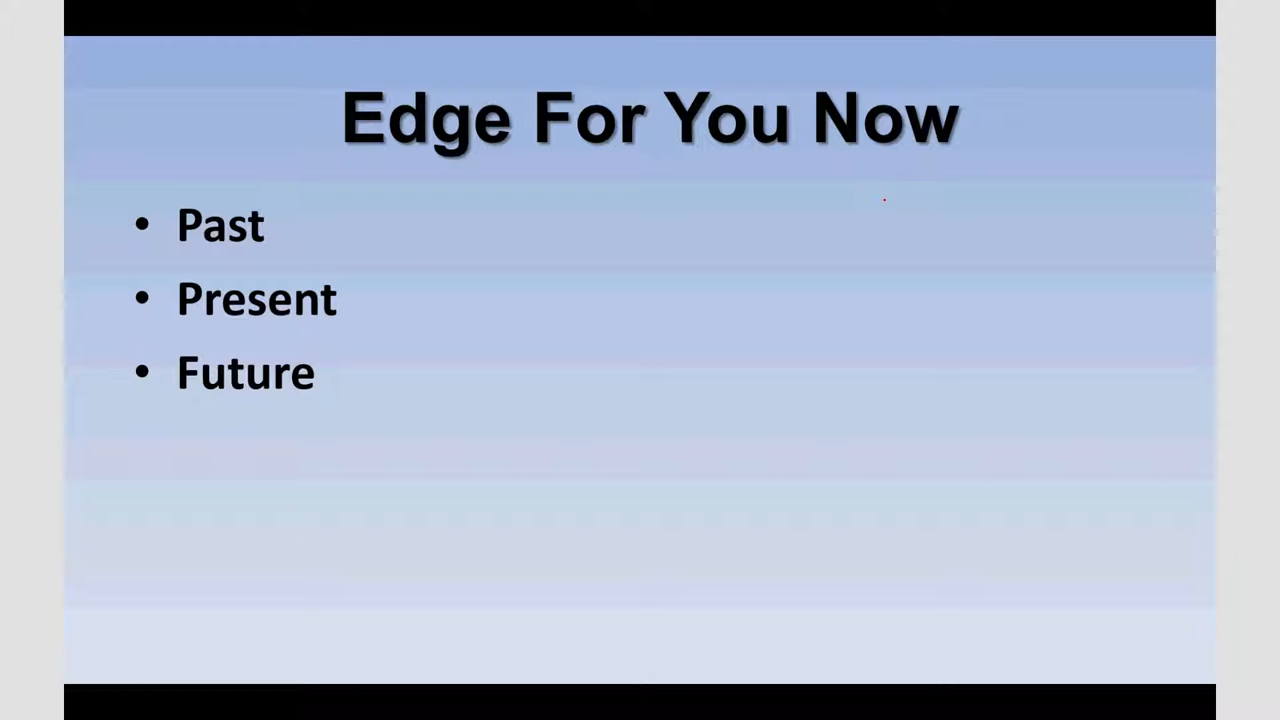 Edge For You Now
• Past
• Present
• Future